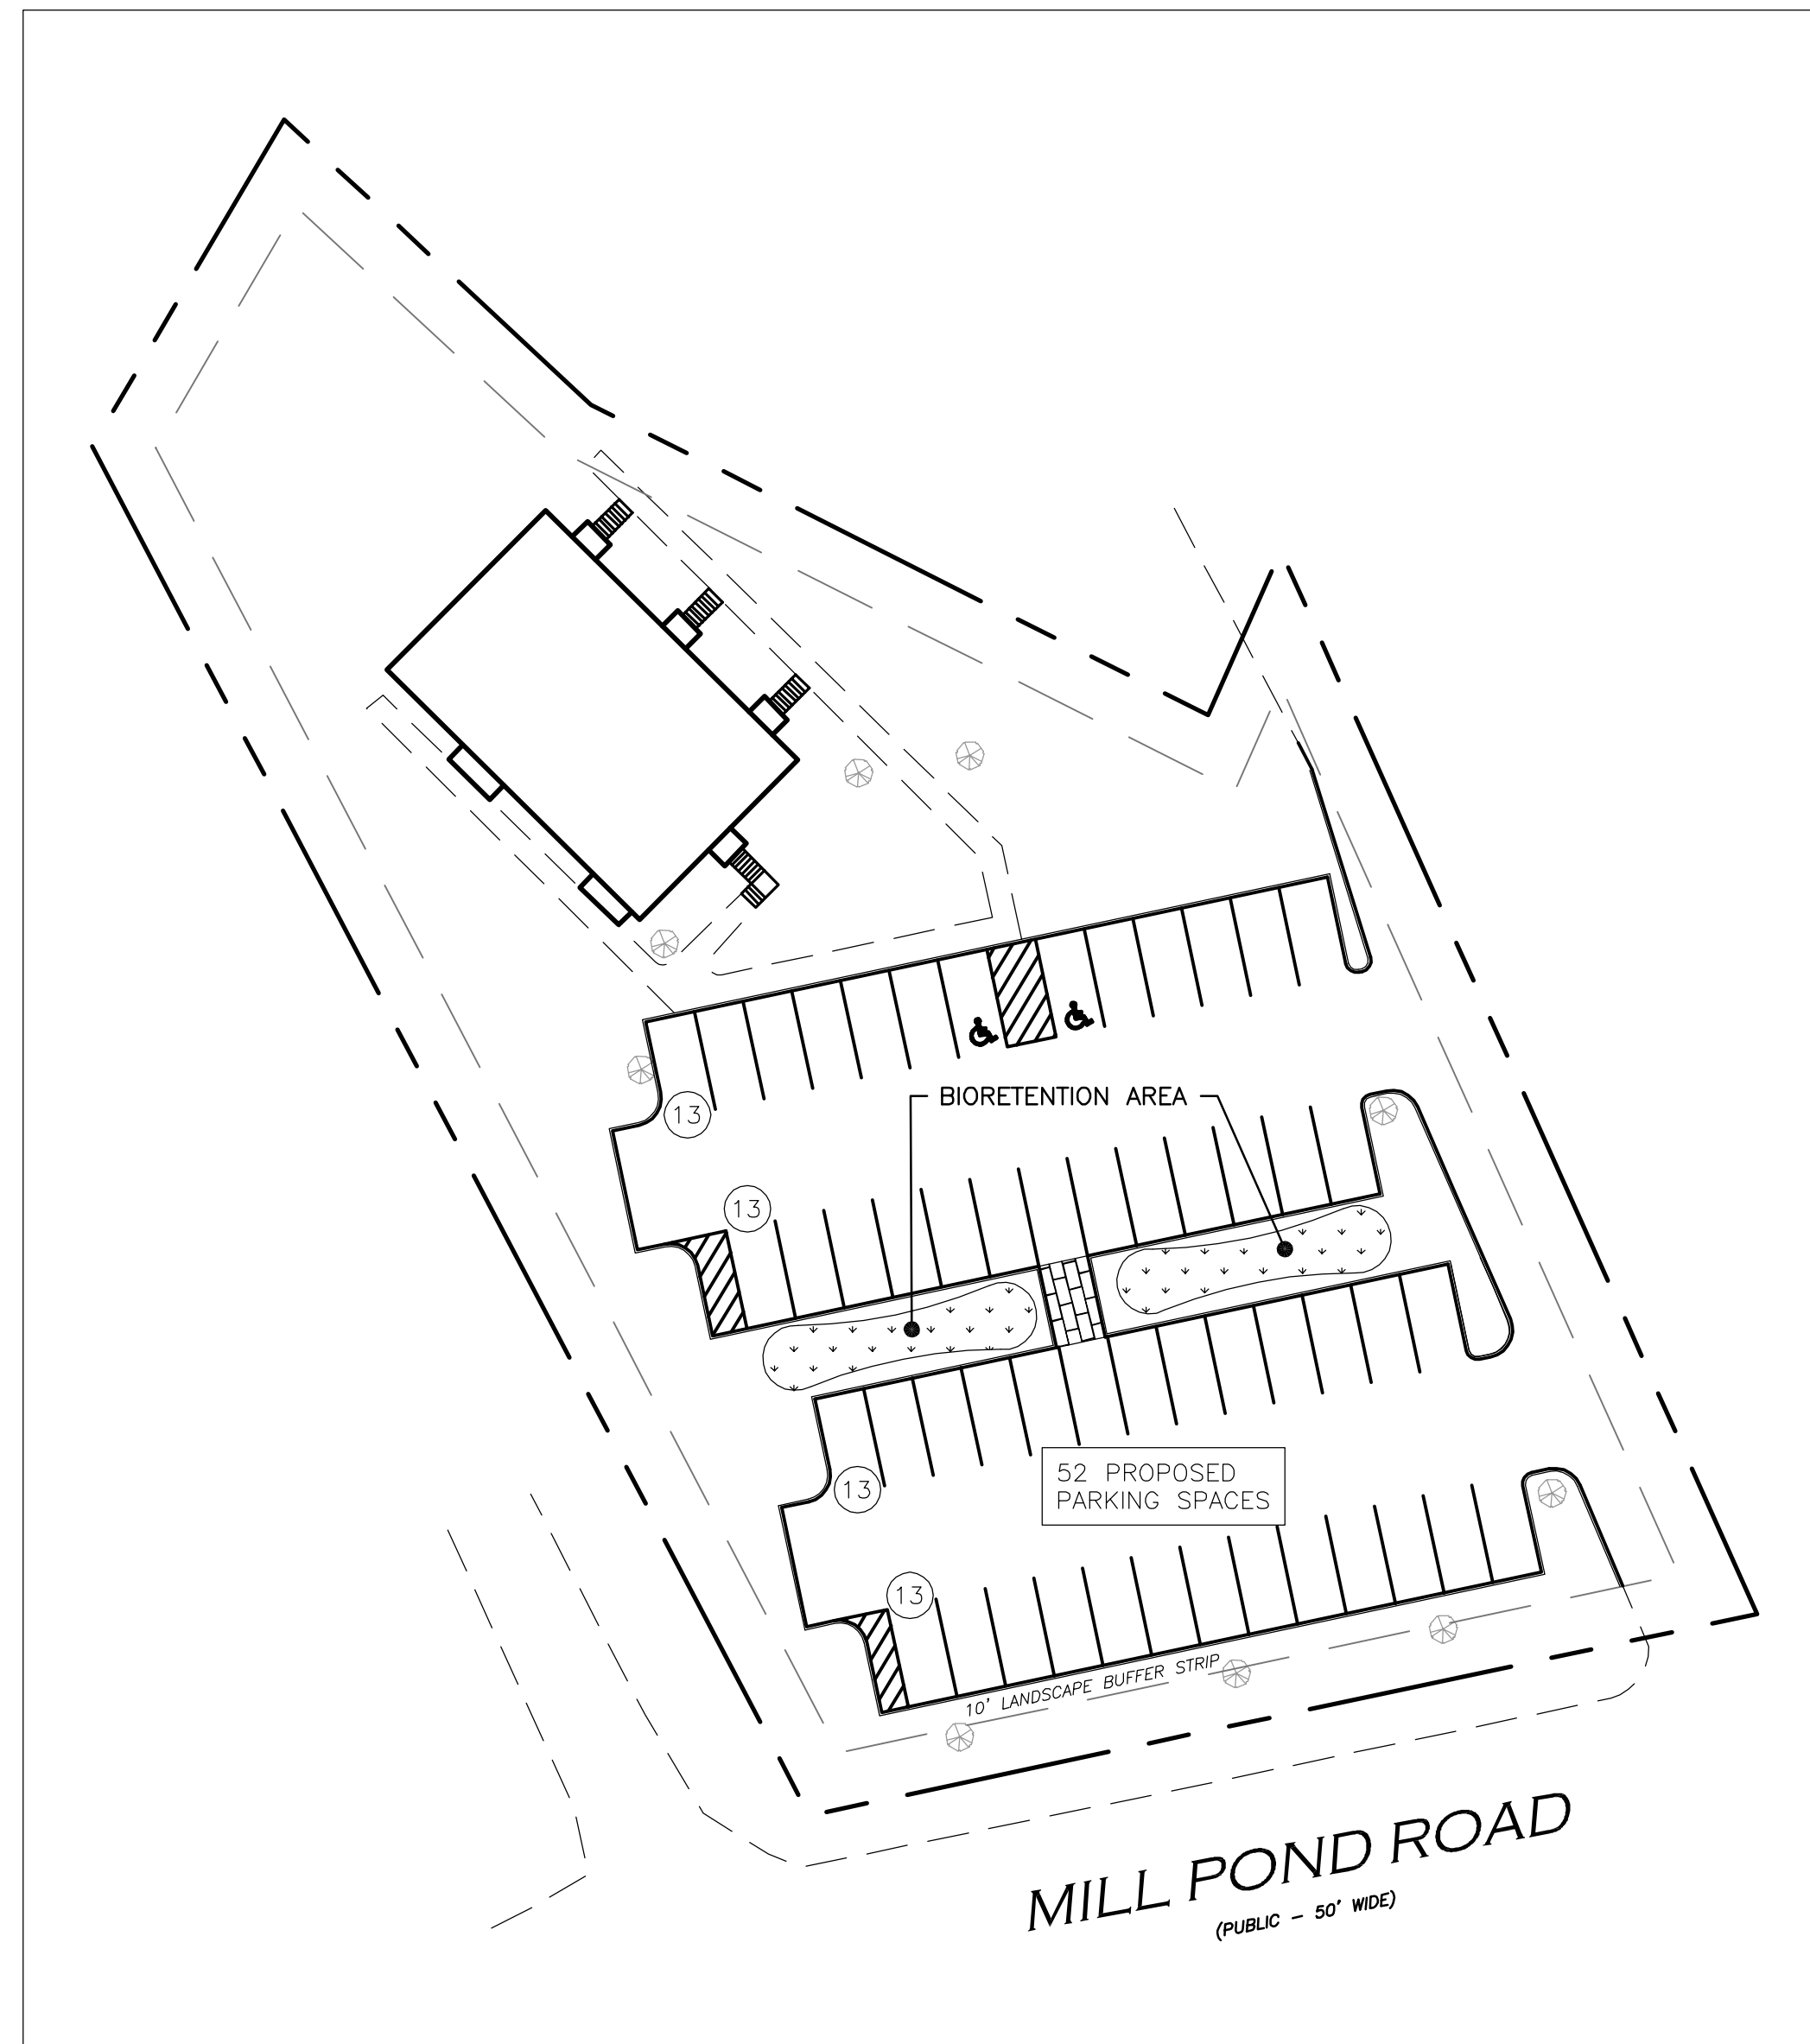 BIORETENTION AREA
13
13
52 PROPOSED
PARKING SPACES
13
13
10' LANDSCAPE BUFFER STRIP
MILL POND ROAD
(PUBLIC – 50' WIDE)